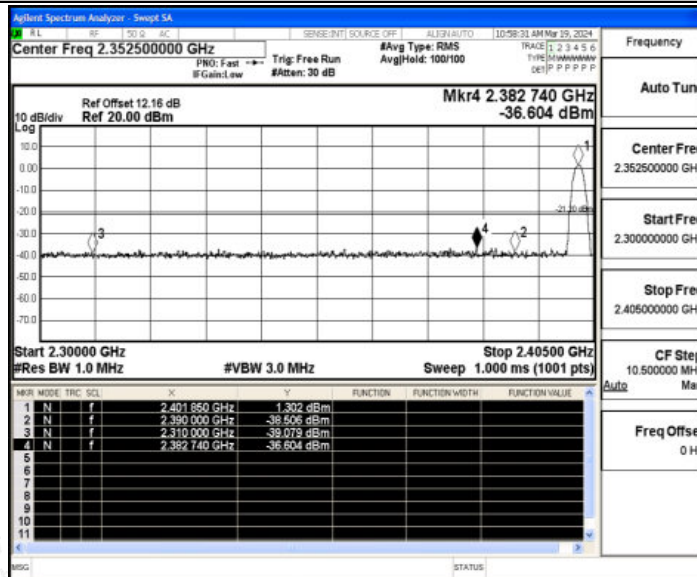 Agilent Spectrum Analyzer - Swept SA
RL RF 50 Ω AC SENSE:INT SOURCE OFF ALIGN AUTO 10:58:31 AM Mar 19, 2024
Center Freq 2.352500000 GHz
PNO: Fast
IFGain:Low
Trig: Free Run
#Atten: 30 dB
#Avg Type: RMS
Avg|Hold: 100/100
TRACE 1 2 3 4 5 6
TYPE MWWWWW
DET P P P P P P
Ref Offset 12.16 dB
Ref 20.00 dBm
Mkr4 2.382 740 GHz
-36.604 dBm
10 dB/div
Log
10.0
0.00
-10.0
-20.0
-30.0
-40.0
-50.0
-60.0
-70.0
1
-21.20 dBm
3
4
2
Start 2.30000 GHz
Stop 2.40500 GHz
#Res BW 1.0 MHz
#VBW 3.0 MHz
Sweep 1.000 ms (1001 pts)
MKR MODE TRC SCL X Y FUNCTION FUNCTION WIDTH FUNCTION VALUE
1 N f 2.401 850 GHz 1.302 dBm
2 N f 2.390 000 GHz -38.506 dBm
3 N f 2.310 000 GHz -39.079 dBm
4 N f 2.382 740 GHz -36.604 dBm
5
6
7
8
9
10
11
MSG
STATUS
Frequency
Auto Tun
Center Fre
2.352500000 GH
Start Fre
2.300000000 GH
Stop Fre
2.405000000 GH
CF Step
10.500000 MH
Auto Ma
Freq Offse
0 H